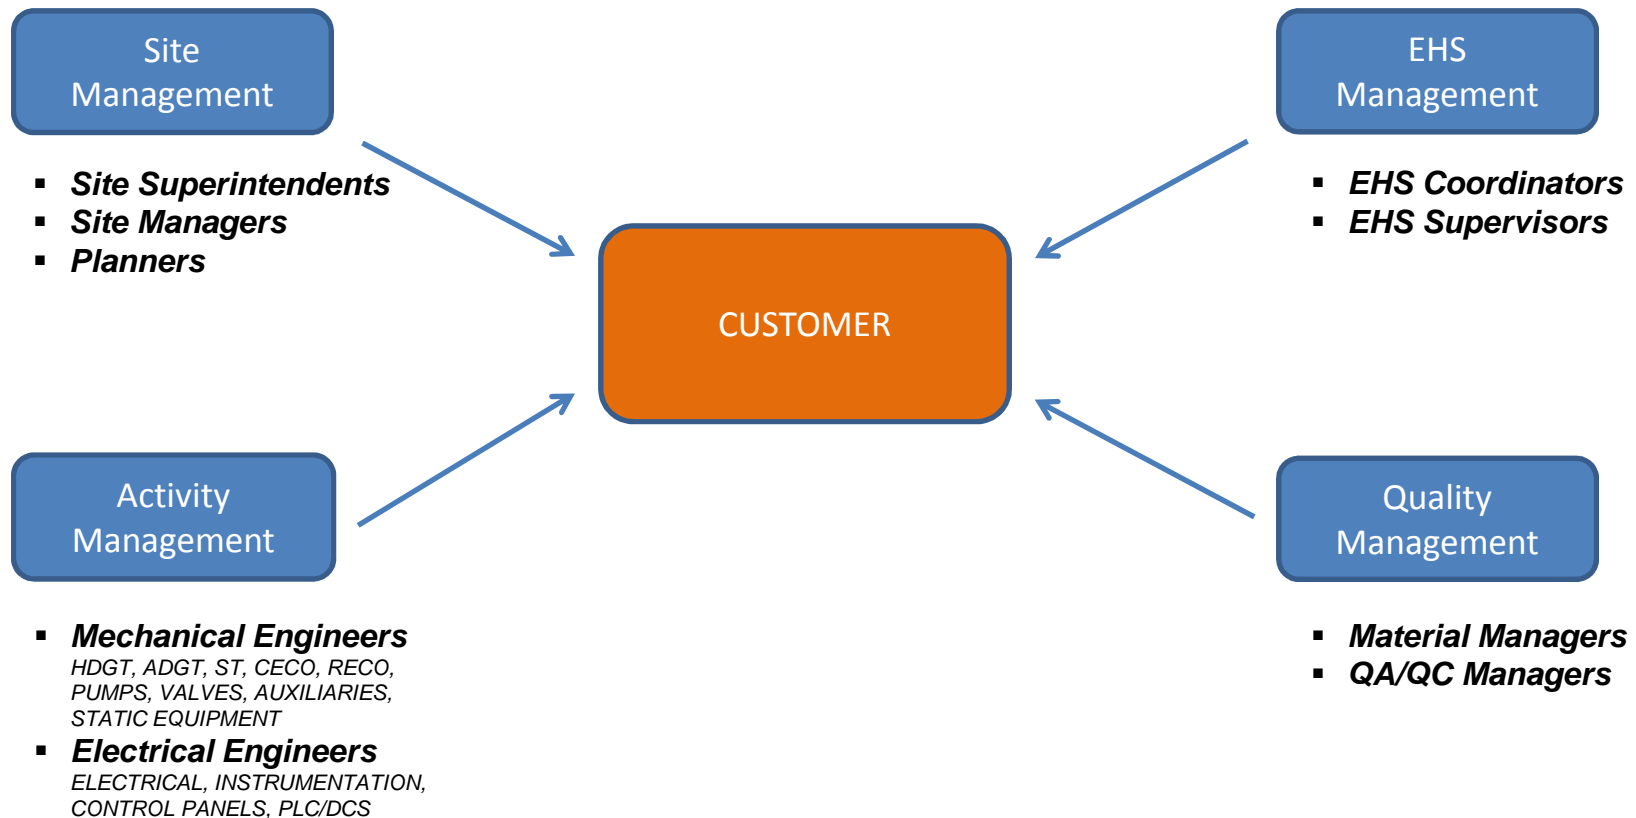 Site
Management
▪ Site Superintendents
▪ Site Managers
▪ Planners
EHS
Management
▪ EHS Coordinators
▪ EHS Supervisors
CUSTOMER
Activity
Management
▪ Mechanical Engineers
HDGT, ADGT, ST, CECO, RECO,
PUMPS, VALVES, AUXILIARIES,
STATIC EQUIPMENT
▪ Electrical Engineers
ELECTRICAL, INSTRUMENTATION,
CONTROL PANELS, PLC/DCS
Quality
Management
▪ Material Managers
▪ QA/QC Managers